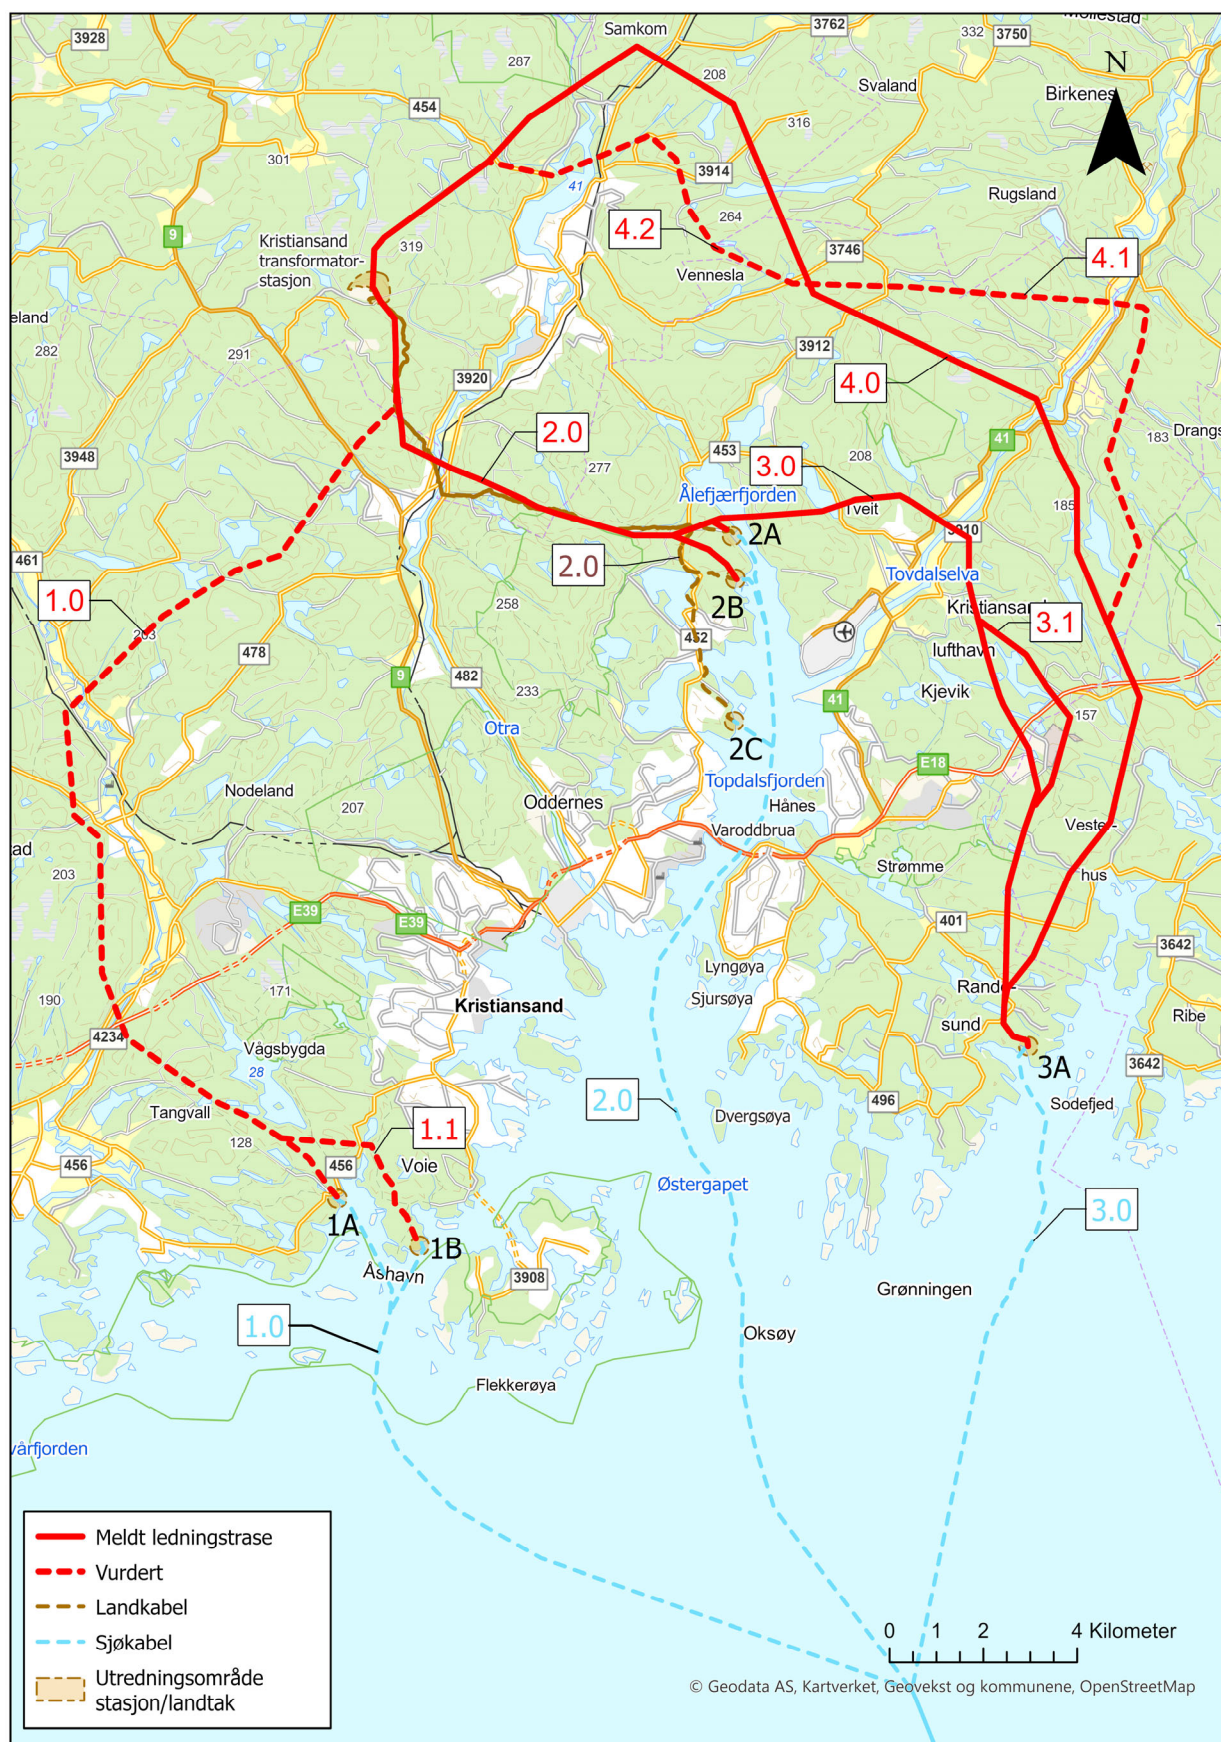 Samkom
3762
Mollestad
3928
332
3750
287
208
N
Svaland
Birkenes
454
316
301
3914
41
Rugsland
264
4.2
9
Kristiansand
transformator-
stasjon
319
3746
4.1
Vennesla
eland
282
291
3912
3920
4.0
2.0
183
Drangs
41
3948
453
3.0
208
277
Ålefjærfjorden
185
Tveit
461
2A
3910
2.0
Tovdalselva
1.0
2B
258
Kristiansand
3.1
203
452
lufthavn
478
9
482
233
41
Kjevik
157
Otra
2C
E18
Topdalsfjorden
Nodeland
207
Oddernes
Hånes
Varoddbrua
Vester-
hus
tad
203
Strømme
E39
E39
401
3642
Lyngøya
Sjursøya
190
171
Kristiansand
Rande-
sund
Ribe
4234
Vågsbygda
3A
3642
28
2.0
Tangvall
Dvergsøya
496
Sodefjed
128
1.1
456
456
Voie
Østergapet
1A
3.0
1B
Åshavn
3908
Grønningen
1.0
Oksøy
Flekkerøya
vårfjorden
Meldt ledningstrase
Vurdert
Landkabel
Sjøkabel
Utredningsområde
stasjon/landtak
0 1 2 4 Kilometer
© Geodata AS, Kartverket, Geovekst og kommunene, OpenStreetMap